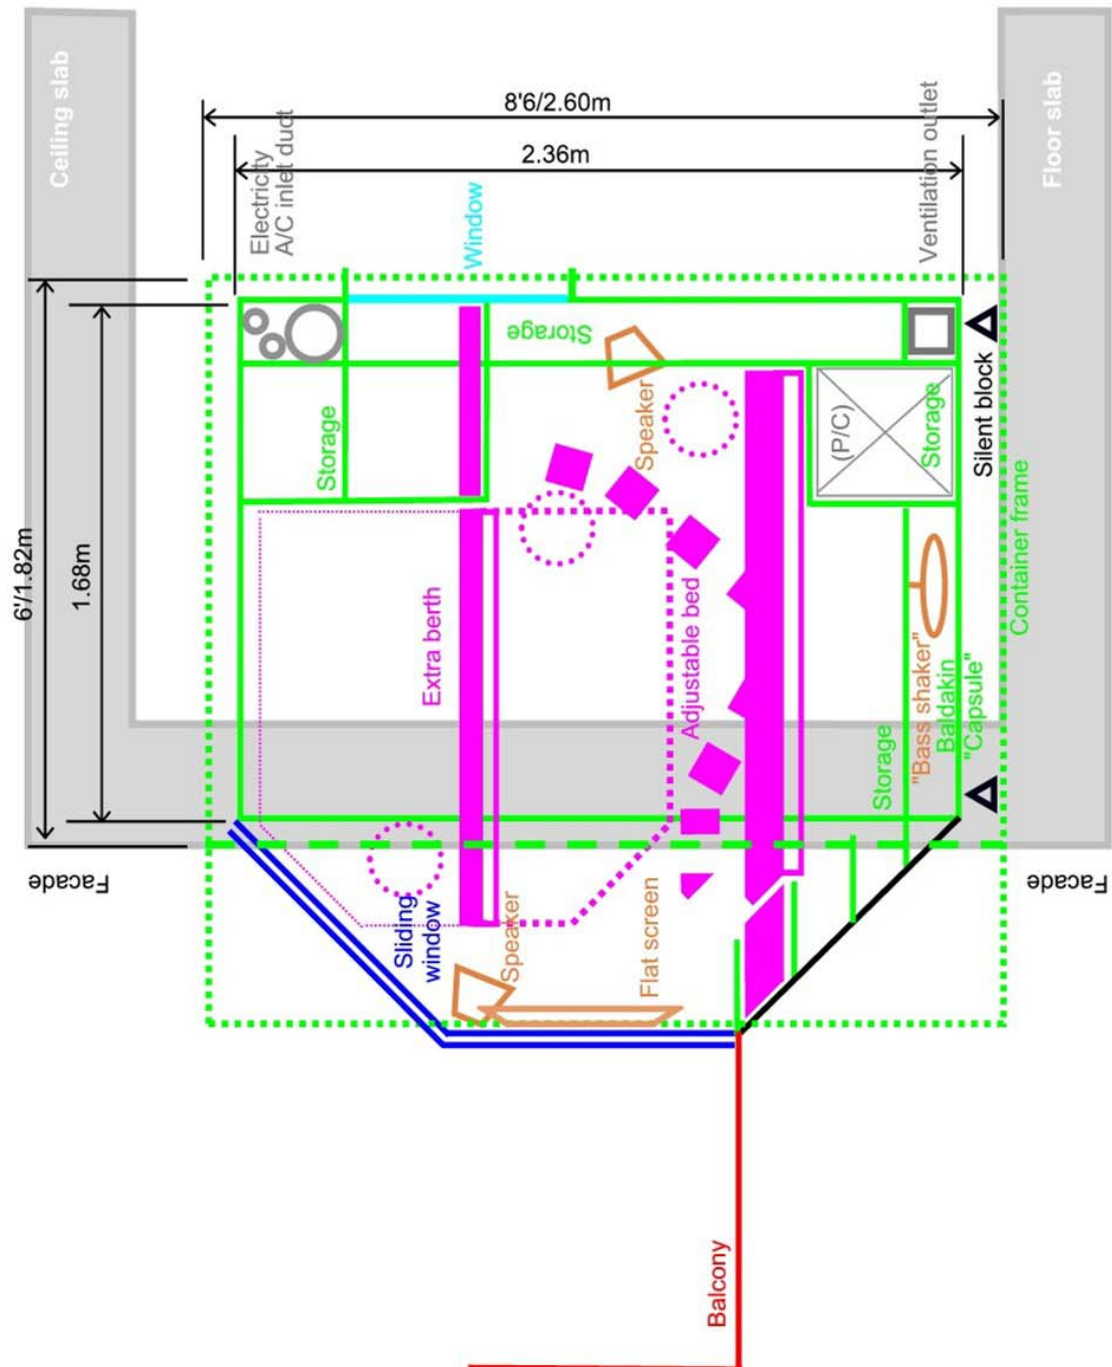 Ceiling slab
Floor slab
8'6/2.60m
2.36m
Electricity
A/C inlet duct
Window
Ventilation outlet
Storage
Speaker
Storage
(P/C)
Storage
Silent block
Container frame
6'/1.82m
1.68m
Extra berth
Adjustable bed
Storage
"Bass shaker"
Baldakin
"Capsule"
Facade
Facade
Sliding
window
Speaker
Flat screen
Balcony